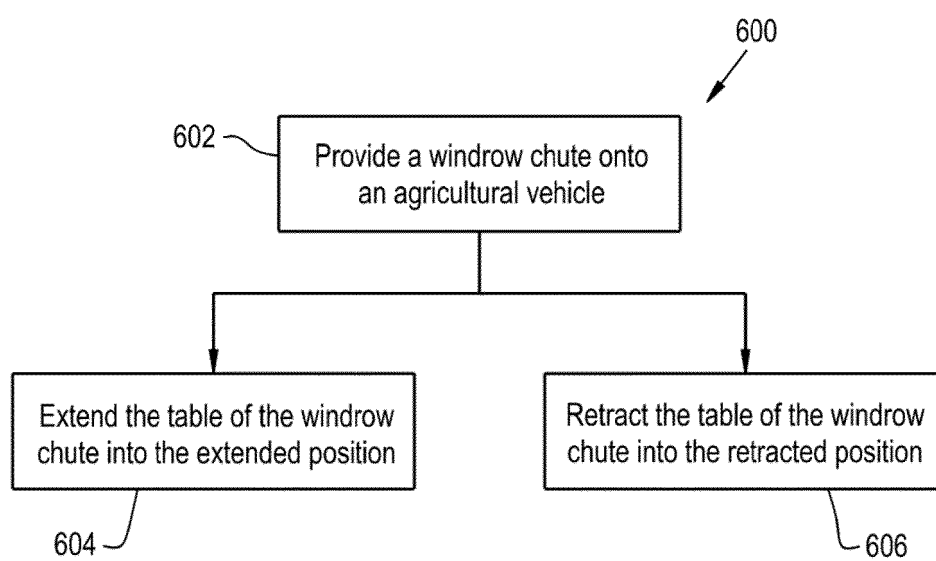 600
602
Provide a windrow chute onto
an agricultural vehicle
Extend the table of the windrow
chute into the extended position
Retract the table of the windrow
chute into the retracted position
604
606